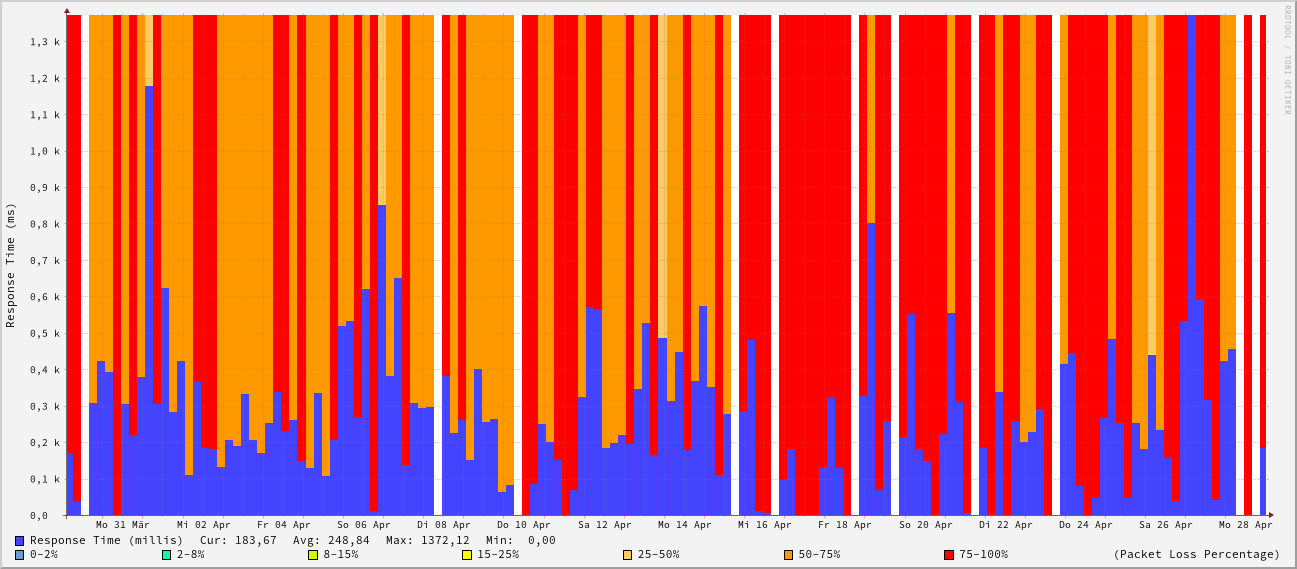 RRDTOOL / TOBI OETIKER
Response Time (ms)
1,3 k
1,2 k
1,1 k
1,0 k
0,9 k
0,8 k
0,7 k
0,6 k
0,5 k
0,4 k
0,3 k
0,2 k
0,1 k
0,0
Mo 31 Mär Mi 02 Apr Fr 04 Apr So 06 Apr Di 08 Apr Do 10 Apr Sa 12 Apr Mo 14 Apr Mi 16 Apr Fr 18 Apr So 20 Apr Di 22 Apr Do 24 Apr Sa 26 Apr Mo 28 Apr
Response Time (millis) Cur: 183,67 Avg: 248,84 Max: 1372,12 Min: 0,00
0-2% 2-8% 8-15% 15-25% 25-50% 50-75% 75-100% (Packet Loss Percentage)